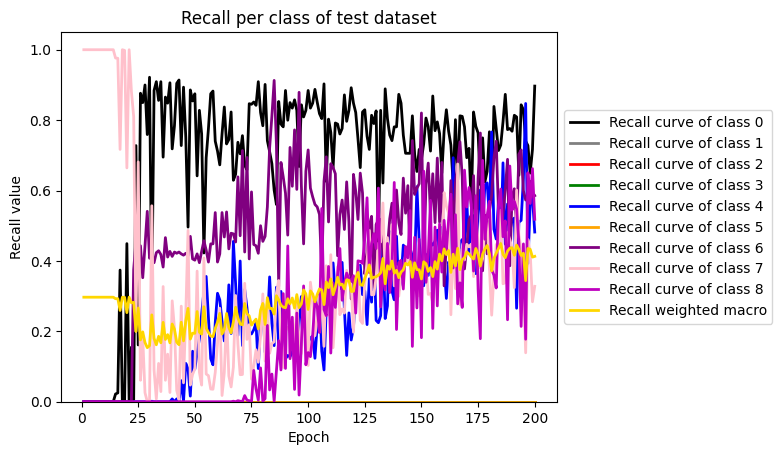 Recall per class of test dataset
Recall value
1.0
0.8
0.6
0.4
0.2
0.0
0
25
50
75
100
125
150
175
200
Epoch
Recall curve of class 0
Recall curve of class 1
Recall curve of class 2
Recall curve of class 3
Recall curve of class 4
Recall curve of class 5
Recall curve of class 6
Recall curve of class 7
Recall curve of class 8
Recall weighted macro